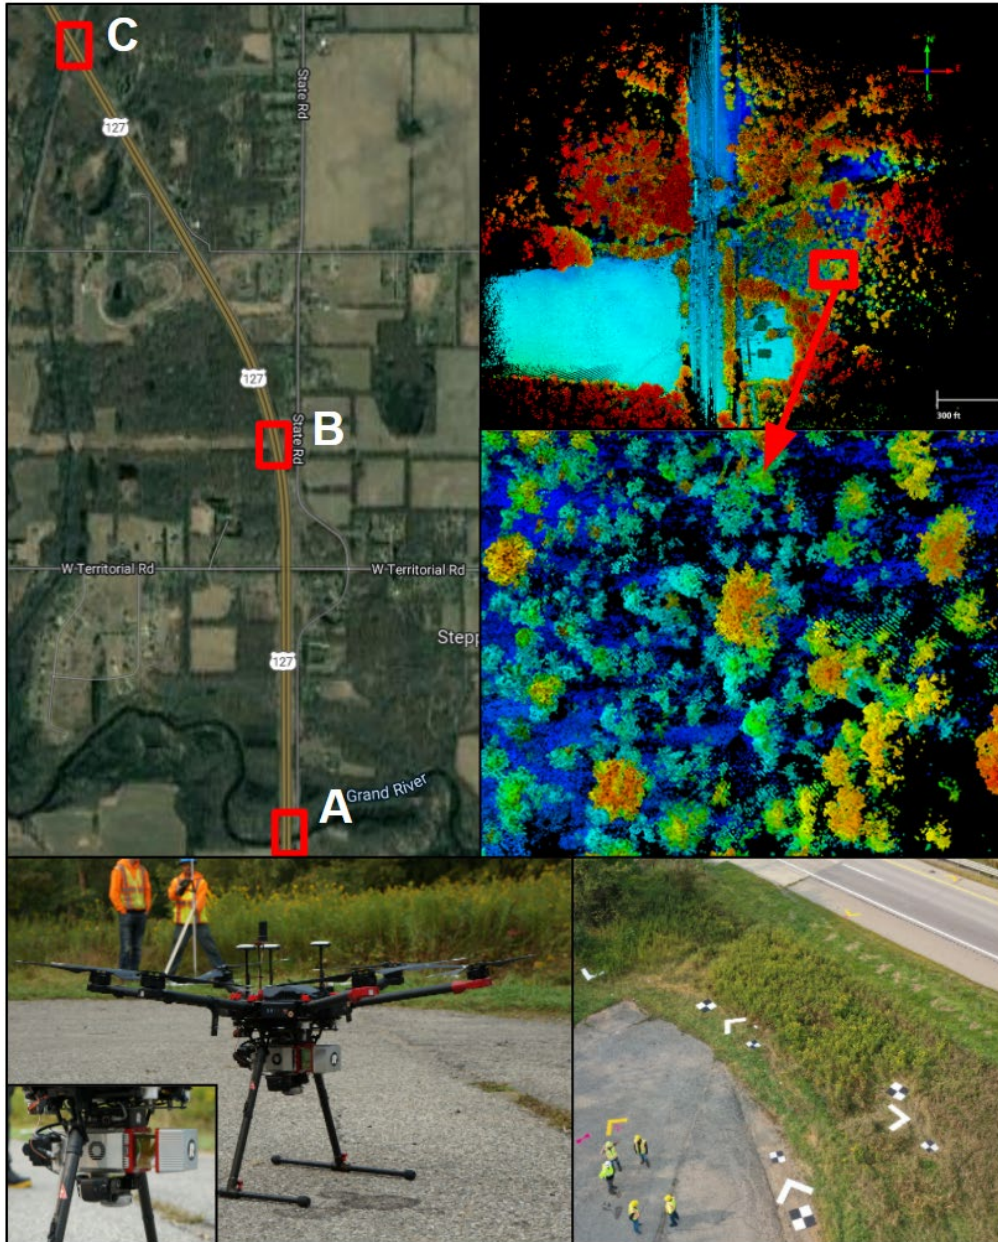 C
State Rd
127
127
B
State Rd
W Territorial Rd
W Territorial Rd
127
Stepp
Grand River
A
N
W
E
300 ft